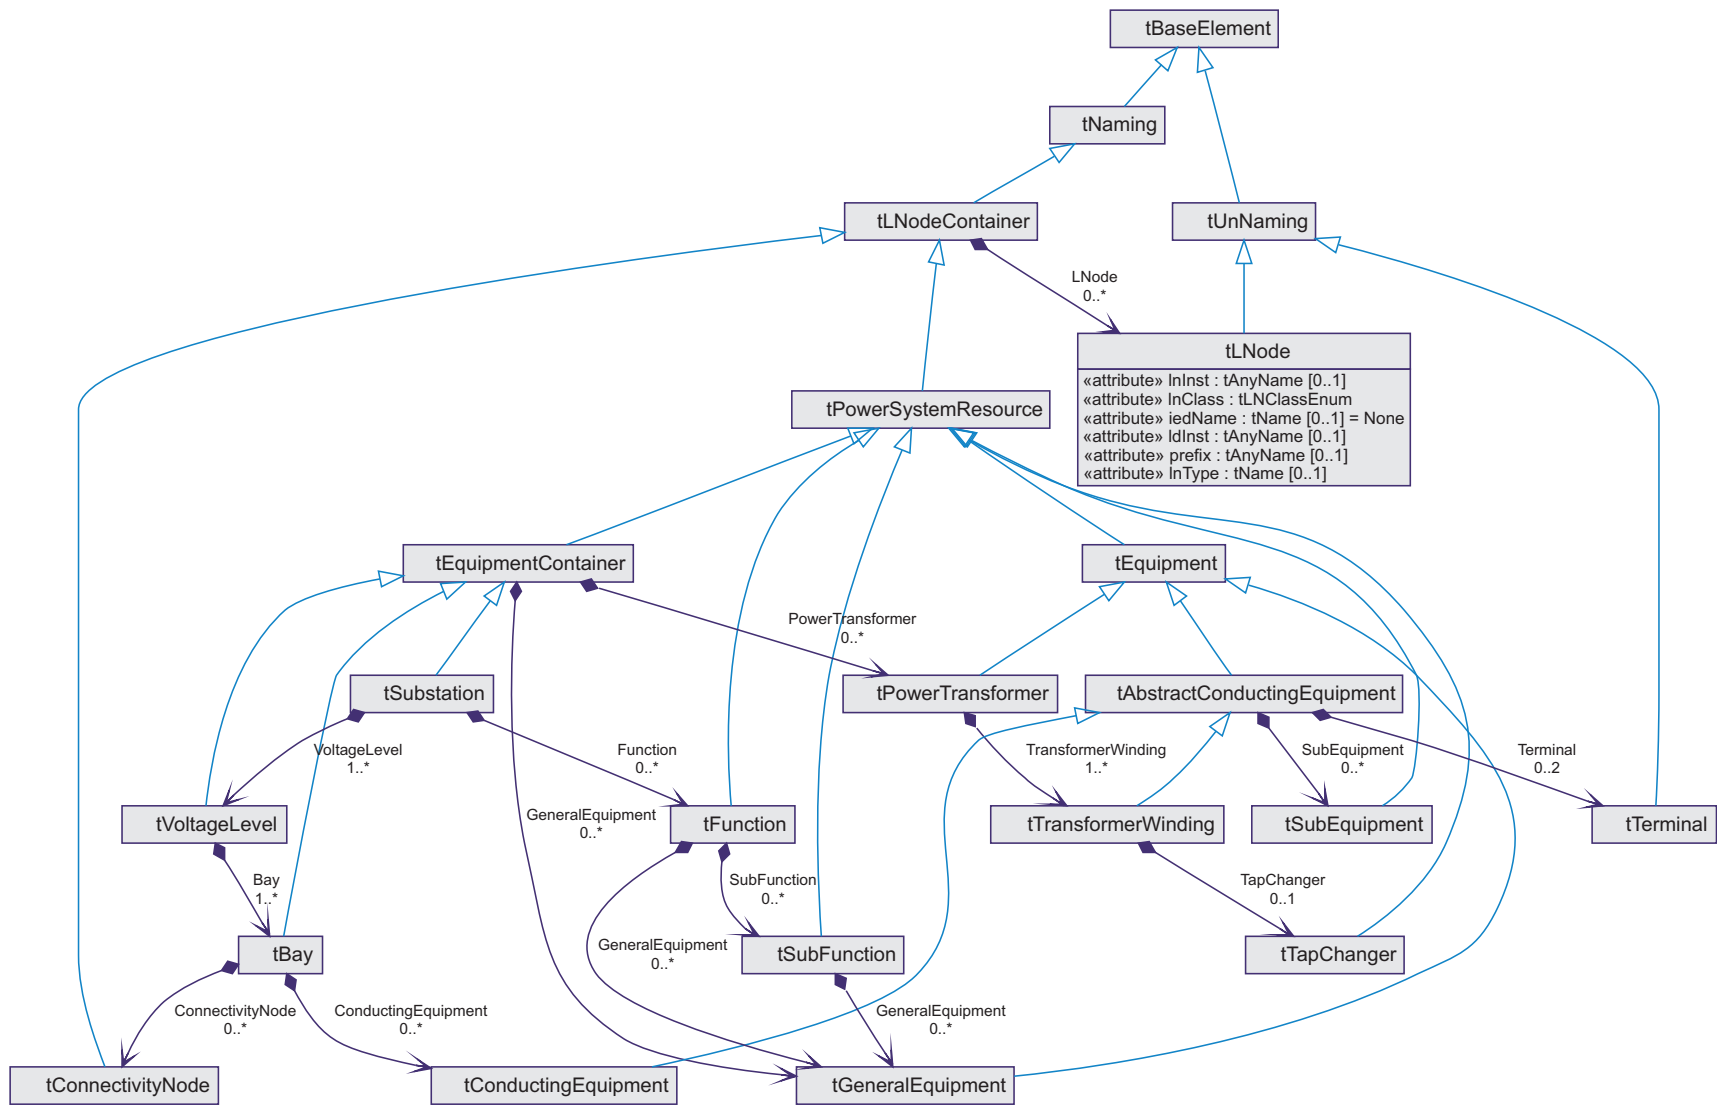 tBaseElement
tNaming
tLNodeContainer
tUnNaming
LNode
0..*
tLNode
«attribute» lnInst : tAnyName [0..1]
«attribute» lnClass : tLNClassEnum
«attribute» iedName : tName [0..1] = None
«attribute» ldInst : tAnyName [0..1]
«attribute» prefix : tAnyName [0..1]
«attribute» lnType : tName [0..1]
tPowerSystemResource
tEquipmentContainer
tEquipment
PowerTransformer
0..*
tSubstation
tPowerTransformer
tAbstractConductingEquipment
VoltageLevel
1..*
Function
0..*
TransformerWinding
1..*
SubEquipment
0..*
Terminal
0..2
GeneralEquipment
0..*
tVoltageLevel
tFunction
tTransformerWinding
tSubEquipment
tTerminal
Bay
1..*
SubFunction
0..*
TapChanger
0..1
GeneralEquipment
0..*
tBay
tSubFunction
tTapChanger
ConnectivityNode
0..*
ConductingEquipment
0..*
GeneralEquipment
0..*
tConnectivityNode
tConductingEquipment
tGeneralEquipment